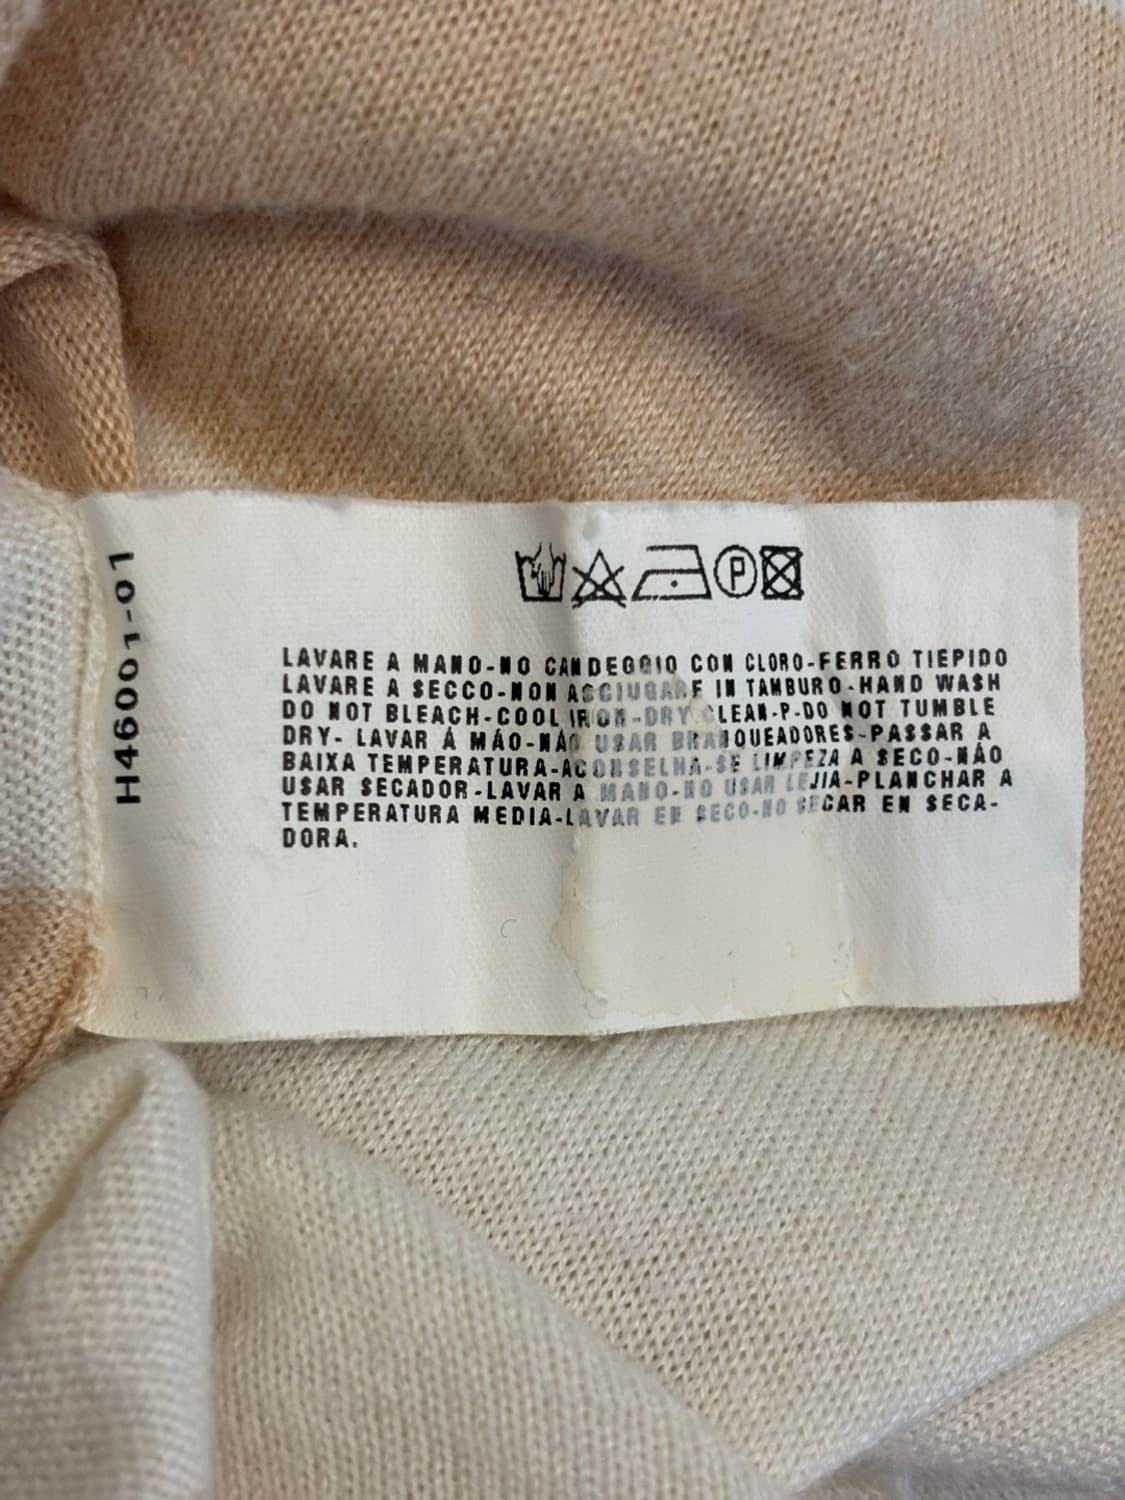 H46001-01
P
LAVARE A MANO-NO CANDEGGIO CON CLORO-FERRO TIEPIDO
LAVARE A SECCO-NON ASCIUGARE IN TAMBURO-HAND WASH
DO NOT BLEACH-COOL IRON-DRY CLEAN-P-DO NOT TUMBLE
DRY- LAVAR Á MÁO-NÁO USAR BRANQUEADORES-PASSAR A
BAIXA TEMPERATURA-ACONSELHA-SE LIMPEZA A SECO-NÁO
USAR SECADOR-LAVAR A MANO-NO USAR LEJIA-PLANCHAR A
TEMPERATURA MEDIA-LAVAR EN SECO-NO SECAR EN SECA-
DORA.